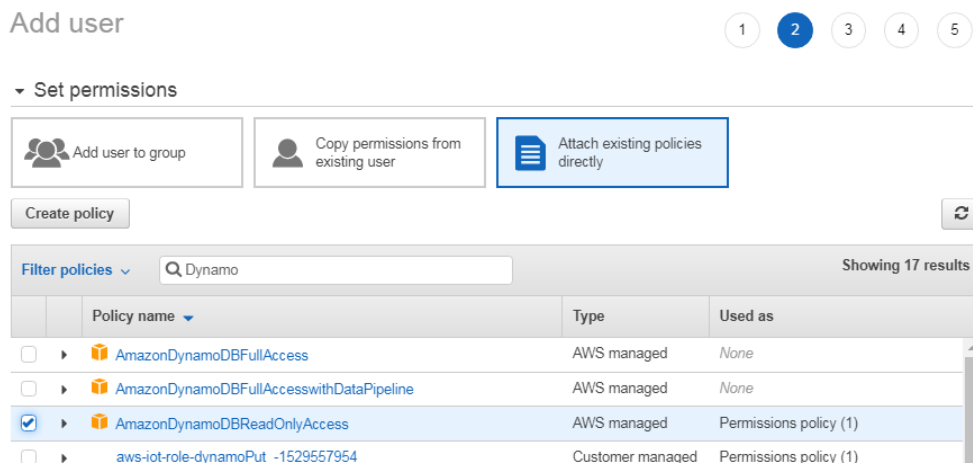 Add user
1 2 3 4 5
Set permissions
Add user to group
Copy permissions from
existing user
Attach existing policies
directly
Create policy
Filter policies
Dynamo
Showing 17 results
Policy name Type Used as
AmazonDynamoDBFullAccess AWS managed None
AmazonDynamoDBFullAccesswithDataPipeline AWS managed None
AmazonDynamoDBReadOnlyAccess AWS managed Permissions policy (1)
aws-iot-role-dynamoPut_-1529557954 Customer managed Permissions policy (1)